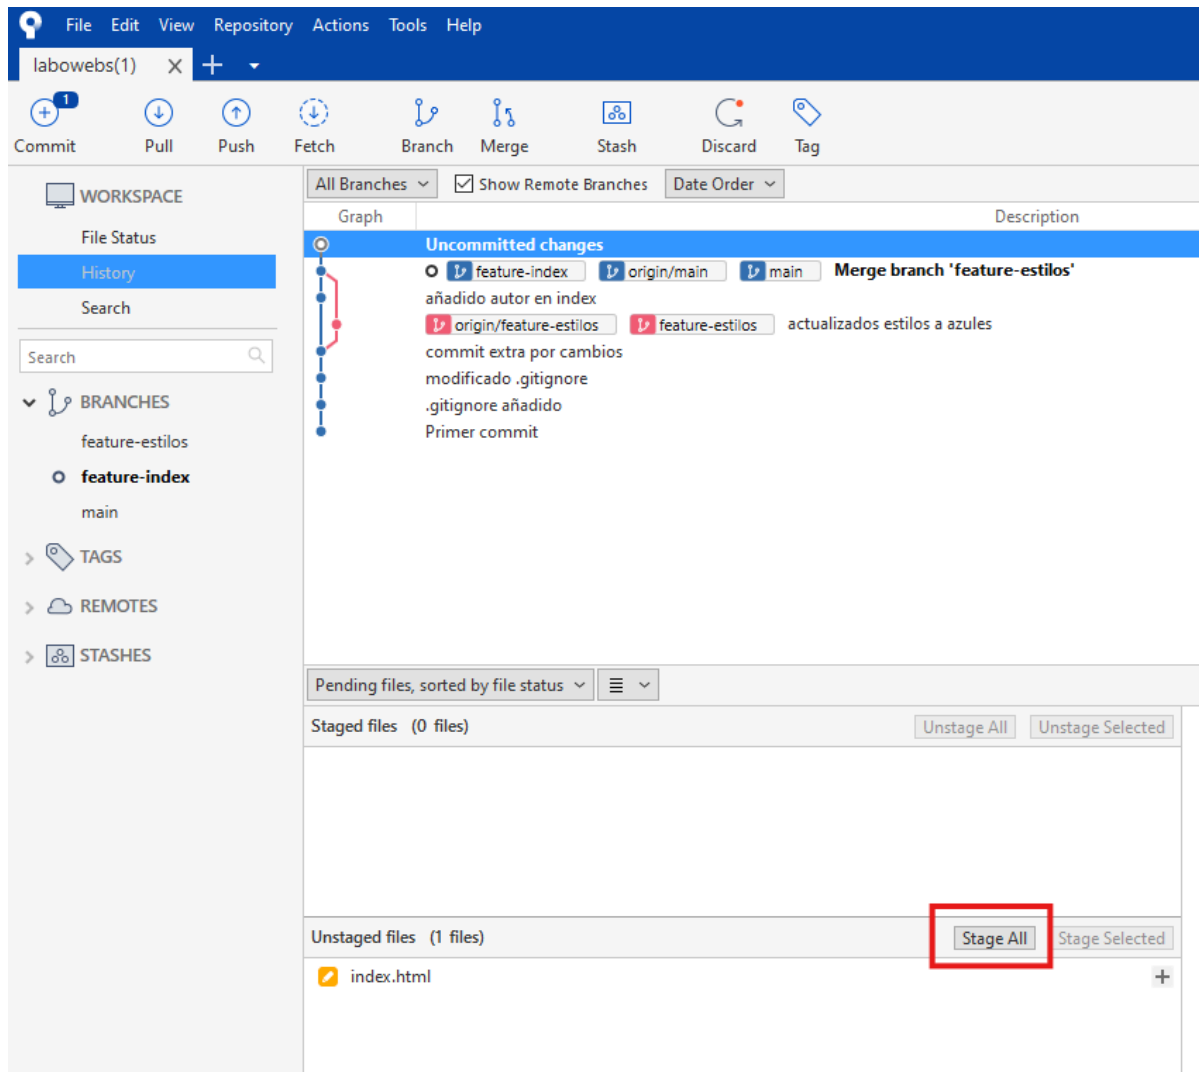 File Edit View Repository Actions Tools Help
labowebs(1)
1
Commit Pull Push Fetch Branch Merge Stash Discard Tag
WORKSPACE
File Status
History
Search
Search
BRANCHES
feature-estilos
feature-index
main
TAGS
REMOTES
STASHES
All Branches Show Remote Branches Date Order
Graph Description
Uncommitted changes
feature-index origin/main main Merge branch 'feature-estilos'
añadido autor en index
origin/feature-estilos feature-estilos actualizados estilos a azules
commit extra por cambios
modificado .gitignore
.gitignore añadido
Primer commit
Pending files, sorted by file status
Staged files (0 files) Unstage All Unstage Selected
Unstaged files (1 files) Stage All Stage Selected
index.html